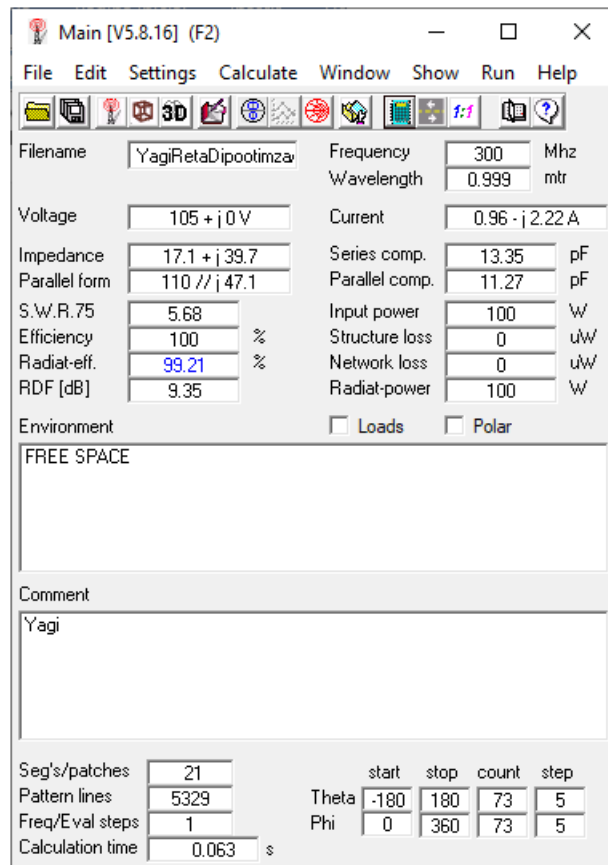 Main [V5.8.16] (F2)
File Edit Settings Calculate Window Show Run Help
3D 1:1
Filename YagiRetaDipootimza Frequency 300 Mhz
Wavelength 0.999 mtr
Voltage 105 + j 0 V Current 0.96 - j 2.22 A
Impedance 17.1 + j 39.7 Series comp. 13.35 pF
Parallel form 110 // j 47.1 Parallel comp. 11.27 pF
S.W.R.75 5.68 Input power 100 W
Efficiency 100 % Structure loss 0 uW
Radiat-eff. 99.21 % Network loss 0 uW
RDF [dB] 9.35 Radiat-power 100 W
Environment Loads Polar
FREE SPACE
Comment
Yagi
Seg's/patches 21 start stop count step
Pattern lines 5329 Theta -180 180 73 5
Freq/Eval steps 1 Phi 0 360 73 5
Calculation time 0.063 s